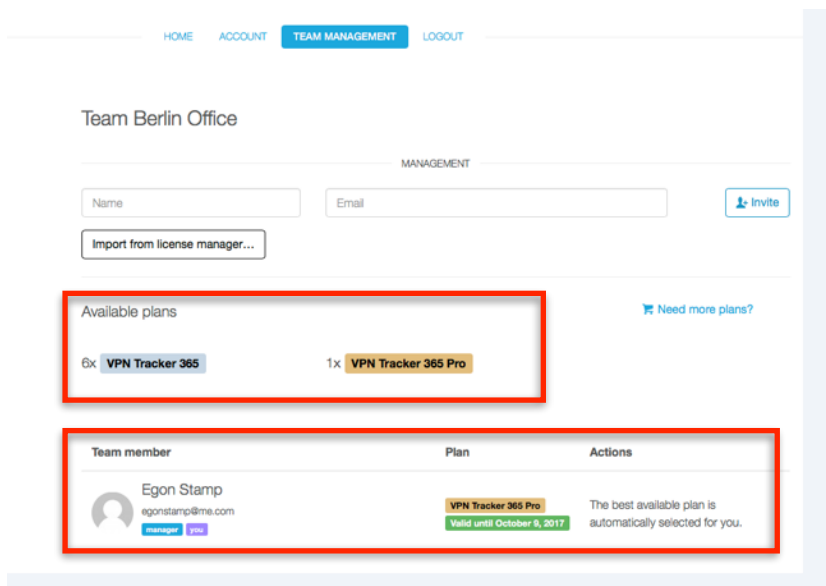 HOME ACCOUNT TEAM MANAGEMENT LOGOUT
Team Berlin Office
MANAGEMENT
Name Email Invite
Import from license manager...
Available plans Need more plans?
6x VPN Tracker 365 1x VPN Tracker 365 Pro
Team member Plan Actions
Egon Stamp
egonstamp@me.com
manager you
VPN Tracker 365 Pro
Valid until October 9, 2017
The best available plan is
automatically selected for you.